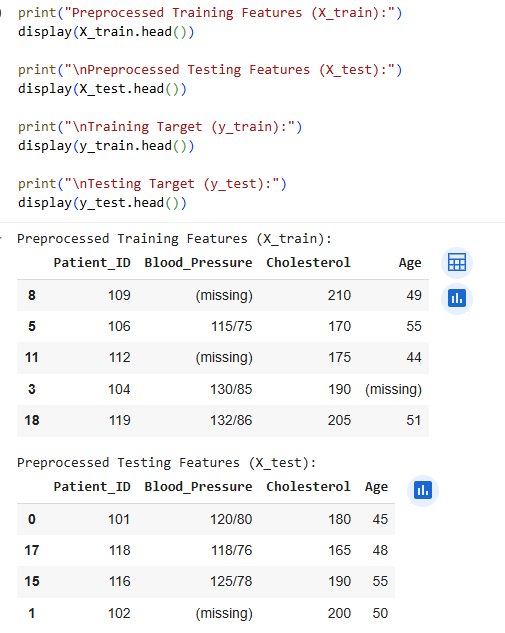 print("Preprocessed Training Features (X_train):")
display(X_train.head())
print("\nPreprocessed Testing Features (X_test):")
display(X_test.head())
print("\nTraining Target (y_train):")
display(y_train.head())
print("\nTesting Target (y_test):")
display(y_test.head())
Preprocessed Training Features (X_train):
Patient_ID Blood_Pressure Cholesterol Age
8 109 (missing) 210 49
5 106 115/75 170 55
11 112 (missing) 175 44
3 104 130/85 190 (missing)
18 119 132/86 205 51
Preprocessed Testing Features (X_test):
Patient_ID Blood_Pressure Cholesterol Age
0 101 120/80 180 45
17 118 118/76 165 48
15 116 125/78 190 55
1 102 (missing) 200 50